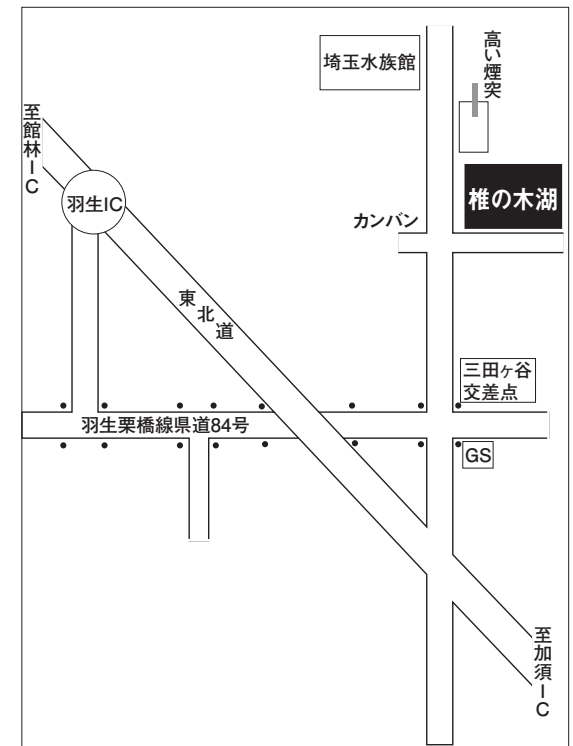 埼玉水族館
高い煙突
至館林IC
羽生IC
椎の木湖
カンバン
東北道
三田ヶ谷
交差点
羽生栗橋線県道84号
GS
至加須IC